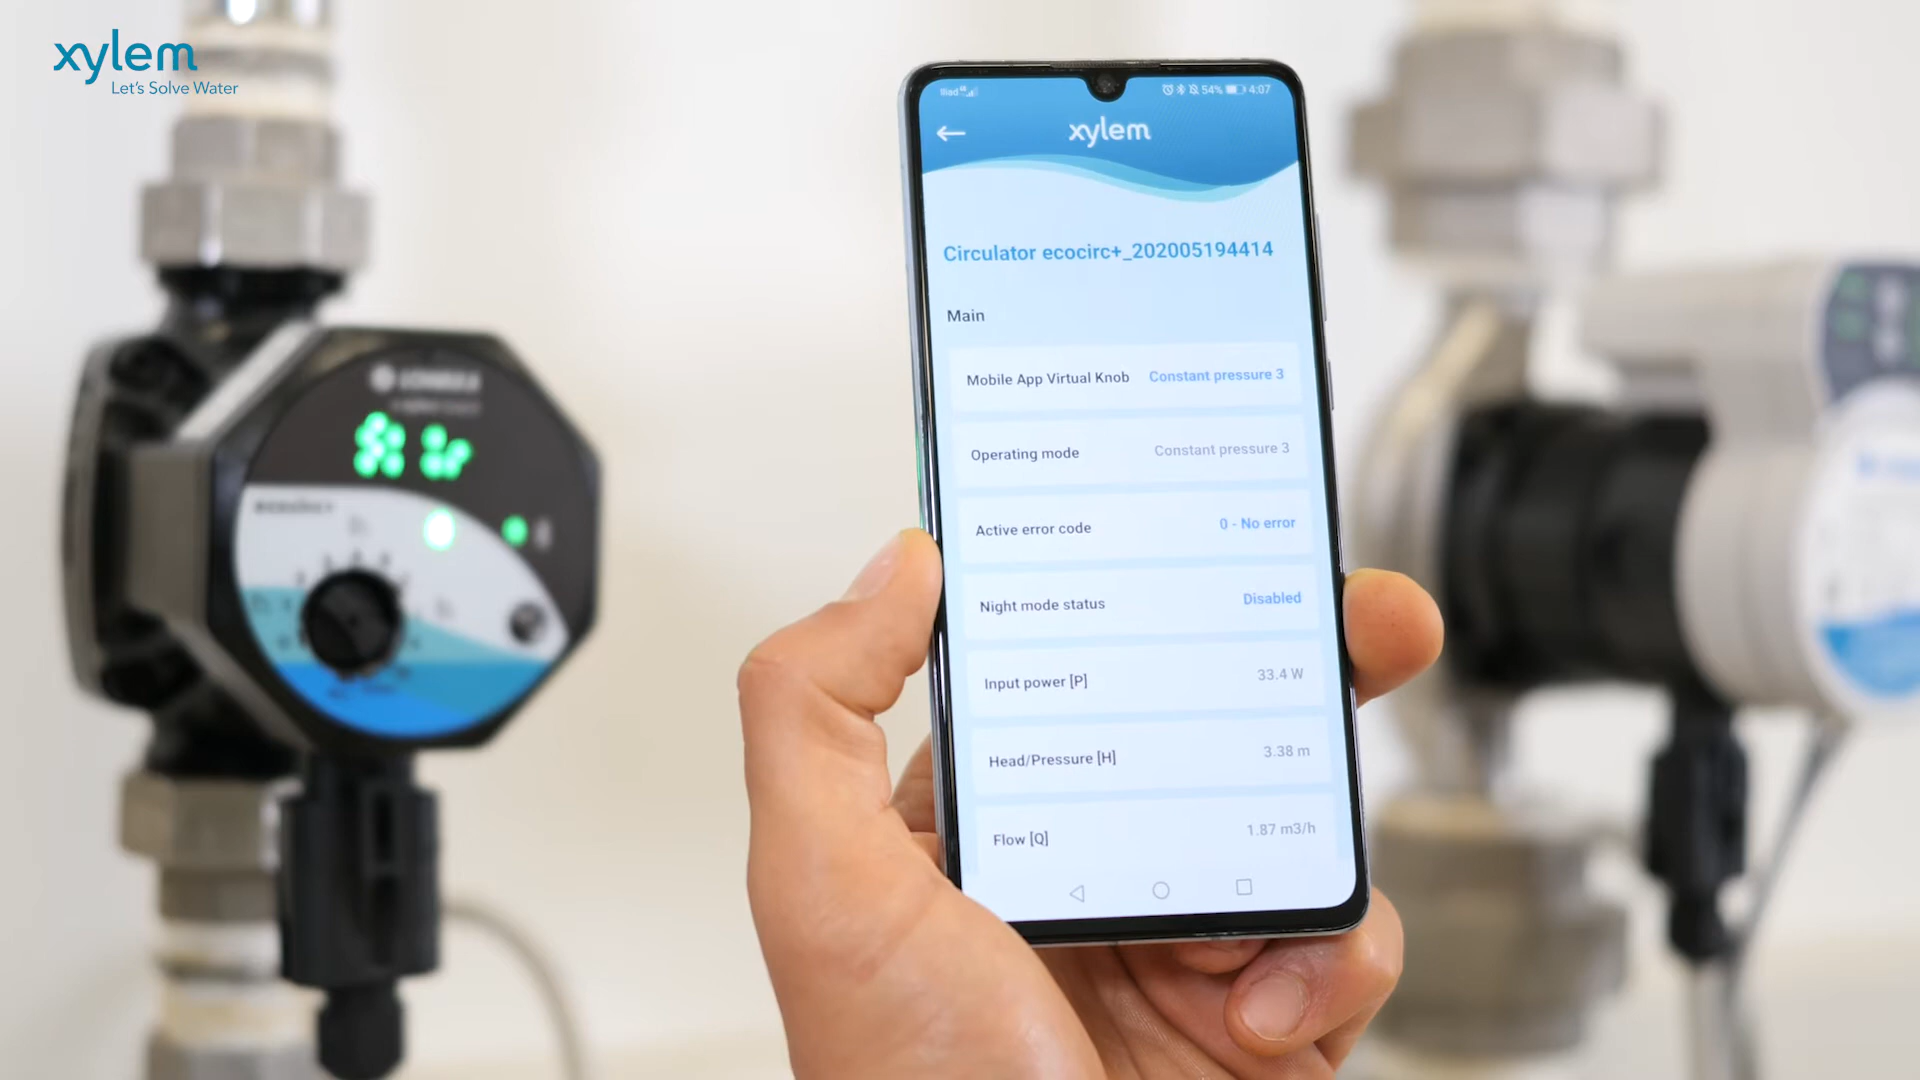 xylem
Let's Solve Water
Iliad
54% 4:07
xylem
Circulator ecocirc+_202005194414
Main
Mobile App Virtual Knob Constant pressure 3
Operating mode Constant pressure 3
Active error code 0 - No error
Night mode status Disabled
Input power [P] 33.4 W
Head/Pressure [H] 3.38 m
Flow [Q] 1.87 m3/h